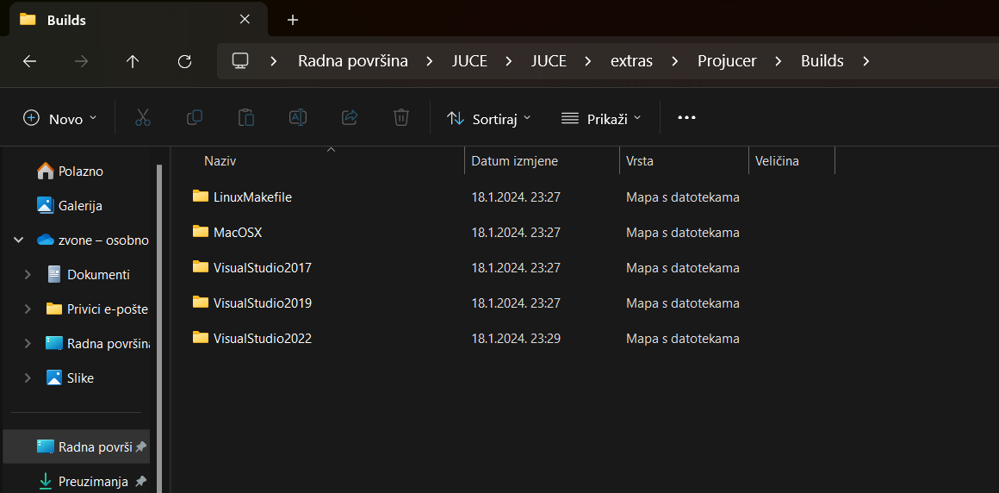 Builds
Radna površina JUCE JUCE extras Projucer Builds
Novo Sortiraj Prikaži
Naziv Datum izmjene Vrsta Veličina
Polazno
Galerija
zvone – osobno
Dokumenti
Privici e-pošte
Radna površina
Slike
Radna površi
Preuzimanja
LinuxMakefile 18.1.2024. 23:27 Mapa s datotekama
MacOSX 18.1.2024. 23:27 Mapa s datotekama
VisualStudio2017 18.1.2024. 23:27 Mapa s datotekama
VisualStudio2019 18.1.2024. 23:27 Mapa s datotekama
VisualStudio2022 18.1.2024. 23:29 Mapa s datotekama